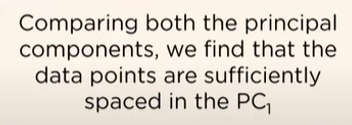 Comparing both the principal
components, we find that the
data points are sufficiently
spaced in the PC₁